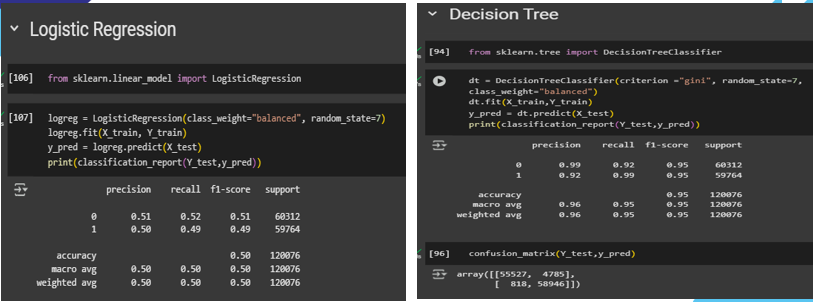 Logistic Regression
[106] from sklearn.linear_model import LogisticRegression
[107] logreg = LogisticRegression(class_weight="balanced", random_state=7)
logreg.fit(X_train, Y_train)
y_pred = logreg.predict(X_test)
print(classification_report(Y_test,y_pred))
precision recall f1-score support
0 0.51 0.52 0.51 60312
1 0.50 0.49 0.49 59764
accuracy 0.50 120076
macro avg 0.50 0.50 0.50 120076
weighted avg 0.50 0.50 0.50 120076
Decision Tree
[94] from sklearn.tree import DecisionTreeClassifier
dt = DecisionTreeClassifier(criterion ="gini", random_state=7,
class_weight="balanced")
dt.fit(X_train,Y_train)
y_pred = dt.predict(X_test)
print(classification_report(Y_test,y_pred))
precision recall f1-score support
0 0.99 0.92 0.95 60312
1 0.92 0.99 0.95 59764
accuracy 0.95 120076
macro avg 0.96 0.95 0.95 120076
weighted avg 0.96 0.95 0.95 120076
[96] confusion_matrix(Y_test,y_pred)
array([[55527, 4785],
[ 818, 58946]])